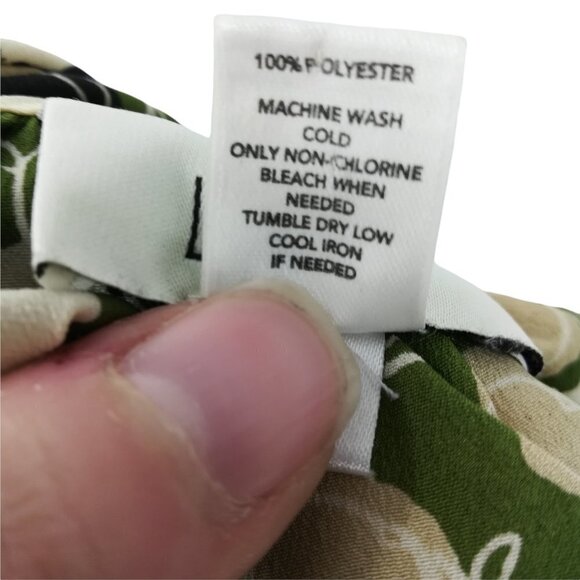 100% POLYESTER
MACHINE WASH
COLD
ONLY NON-CHLORINE
BLEACH WHEN
NEEDED
TUMBLE DRY LOW
COOL IRON
IF NEEDED